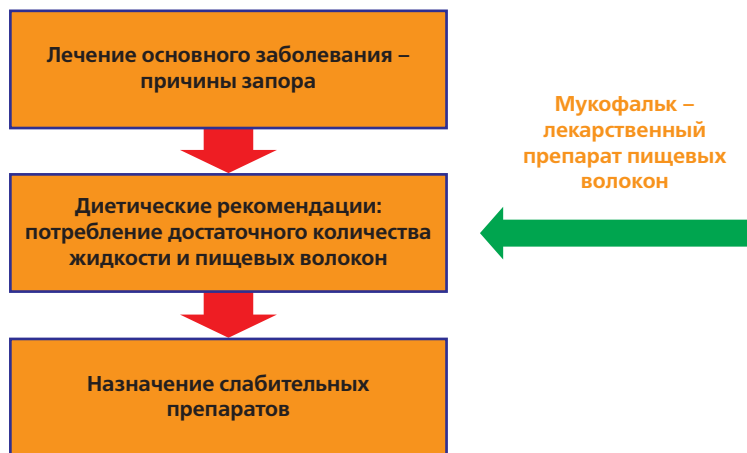 Лечение основного заболевания –
причины запора
Мукофальк –
лекарственный
препарат пищевых
волокон
Диетические рекомендации:
потребление достаточного количества
жидкости и пищевых волокон
Назначение слабительных
препаратов